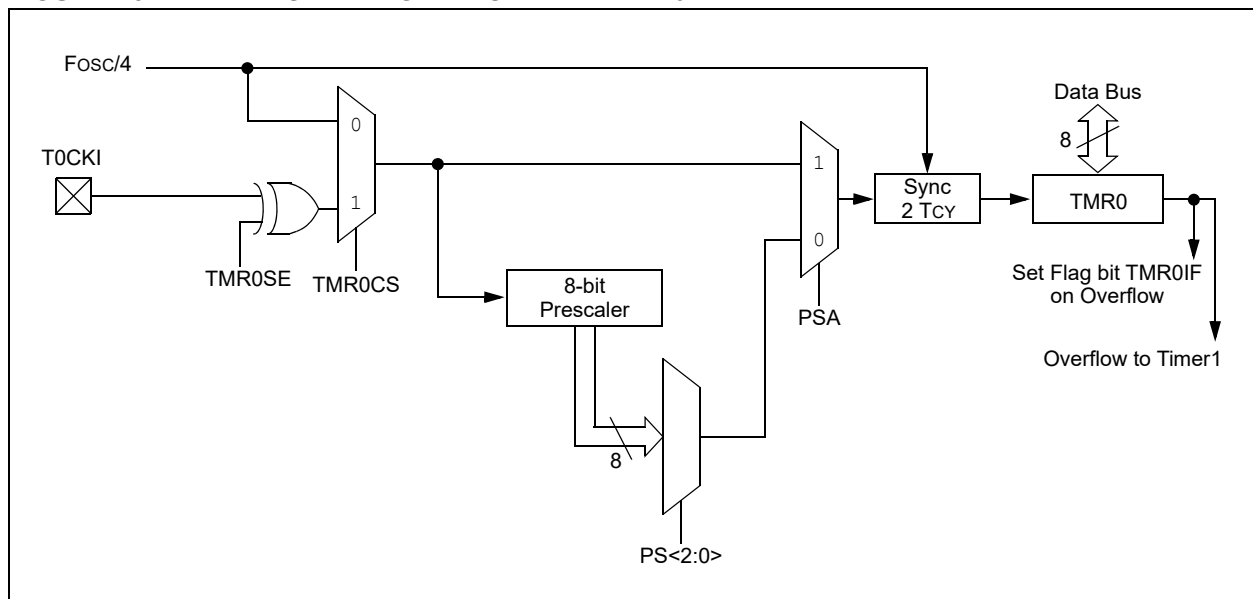 FOSC/4
Data Bus
8
T0CKI
0
1
TMR0SE
TMR0CS
1
0
PSA
Sync
2 TCY
TMR0
8-bit
Prescaler
8
PS<2:0>
Set Flag bit TMR0IF
on Overflow
Overflow to Timer1